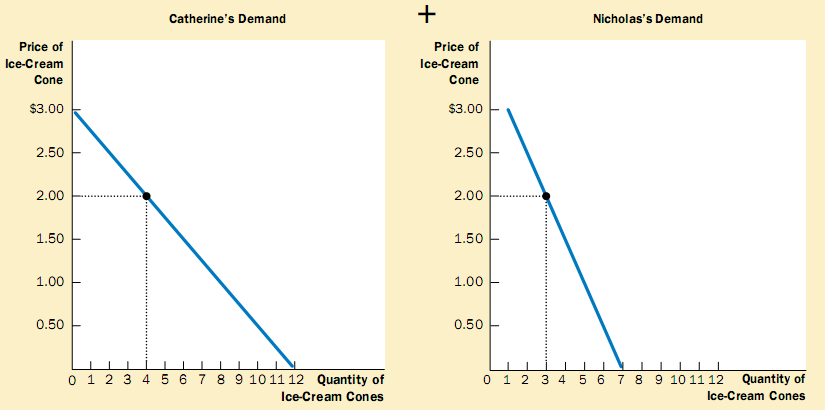 Catherine's Demand
+
Nicholas's Demand
Price of
Ice-Cream
Cone
$3.00
2.50
2.00
1.50
1.00
0.50
0 1 2 3 4 5 6 7 8 9 10 11 12 Quantity of
Ice-Cream Cones
Price of
Ice-Cream
Cone
$3.00
2.50
2.00
1.50
1.00
0.50
0 1 2 3 4 5 6 7 8 9 10 11 12 Quantity of
Ice-Cream Cones